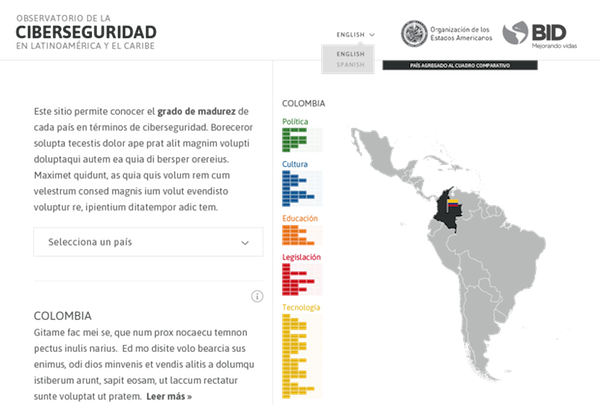 OBSERVATORIO DE LA
CIBERSEGURIDAD
EN LATINOAMÉRICA Y EL CARIBE
ENGLISH
ENGLISH
SPANISH
Organización de los
Estados Americanos
BID
Mejorando vidas
PAÍS AGREGADO AL CUADRO COMPARATIVO
Este sitio permite conocer el grado de madurez de
cada país en términos de ciberseguridad. Boreceror
solupta tecestis dolor ape prat alit magnim volupti
doluptaqui autem ea quia di bersper orereius.
Maximet quidunt, as quia quis volum rem cum
velestrum consed magnis ium volut evendisto
voluptur re, ipientium ditatempor adic tem.
Selecciona un país
COLOMBIA
Gitame fac mei se, que num prox nocaecu temnon
pectus inulis narius. Ed mo disite volo bearcia sus
enimus, odi dios minvenis et vendis alitis a dolumqu
istiberum arunt, sapit eosam, ut laccum rectatur
sunte voluptat ut pratem. Leer más »
COLOMBIA
Política
Cultura
Educación
Legislación
Tecnología